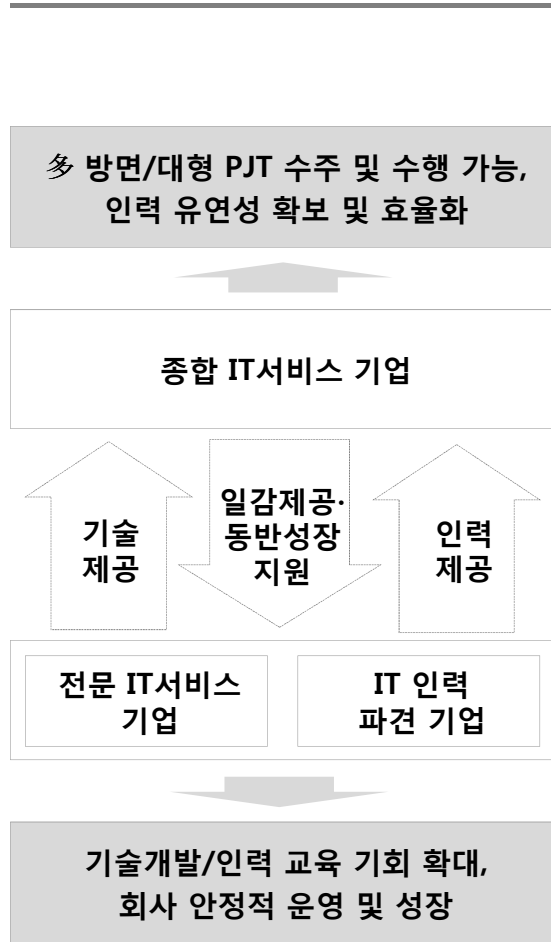 多 방면/대형 PJT 수주 및 수행 가능,
인력 유연성 확보 및 효율화
종합 IT서비스 기업
기술
제공
일감제공·
동반성장
지원
인력
제공
전문 IT서비스
기업
IT 인력
파견 기업
기술개발/인력 교육 기회 확대,
회사 안정적 운영 및 성장